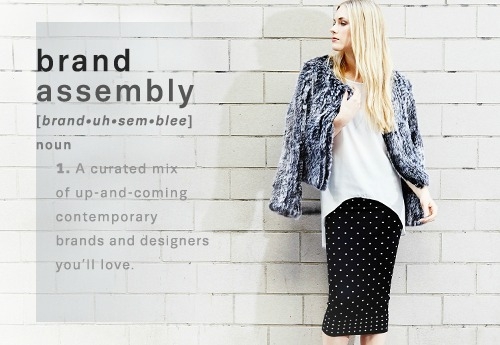 brand
assembly
[brand•uh•sem•blee]
noun
1. A curated mix
of up-and-coming
contemporary
brands and designers
you'll love.